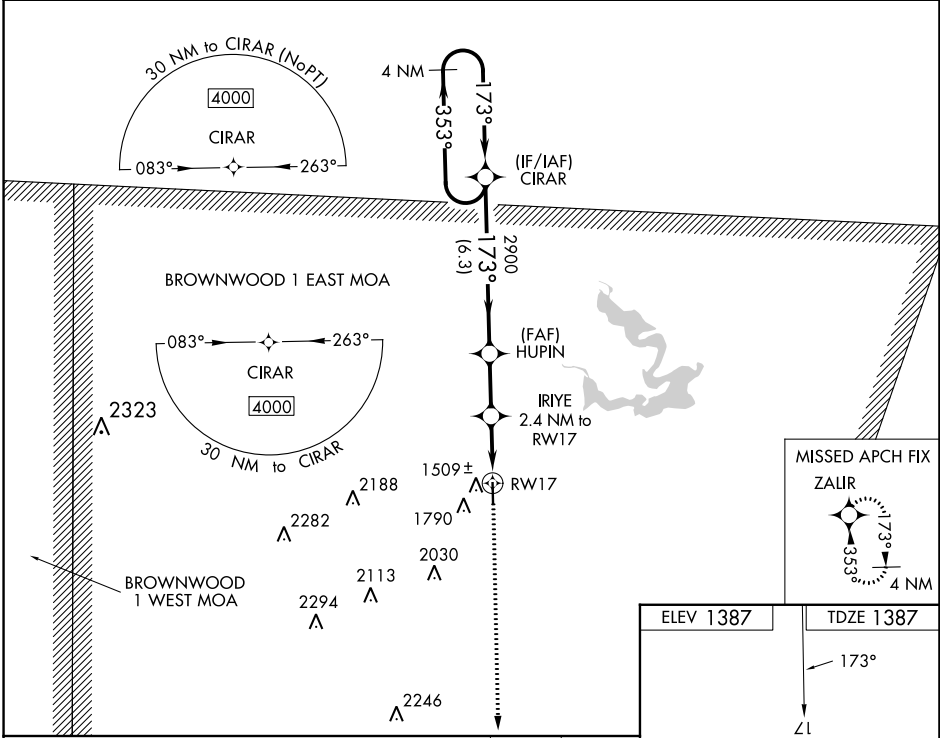 30 NM to CIRAR (NoPT)
4000
CIRAR
083°
263°
4 NM
173°
353°
(IF/IAF)
CIRAR
2900
173°
(6.3)
BROWNWOOD 1 EAST MOA
083°
263°
CIRAR
4000
30 NM to CIRAR
(FAF)
HUPIN
IRIYE
2.4 NM to
RW17
2323
1509±
RW17
2188
1790
2282
2030
2113
2294
BROWNWOOD
1 WEST MOA
2246
MISSED APCH FIX
ZALIR
173°
353°
4 NM
ELEV 1387
TDZE 1387
173°
17